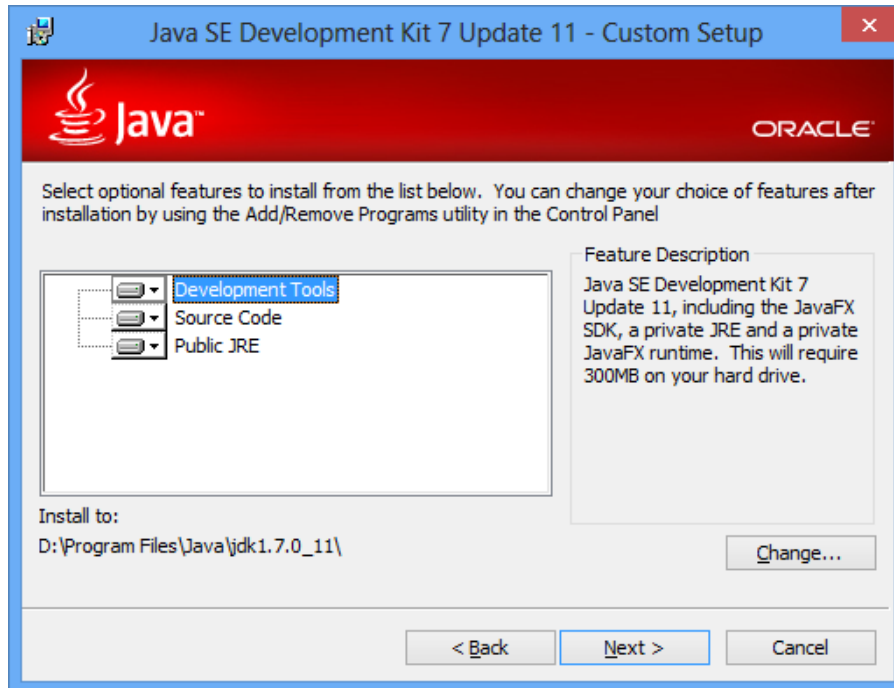 Java SE Development Kit 7 Update 11 - Custom Setup
Java™
ORACLE
Select optional features to install from the list below.  You can change your choice of features after
installation by using the Add/Remove Programs utility in the Control Panel
Development Tools
Source Code
Public JRE
Feature Description
Java SE Development Kit 7
Update 11, including the JavaFX
SDK, a private JRE and a private
JavaFX runtime.  This will require
300MB on your hard drive.
Install to:
D:\Program Files\Java\jdk1.7.0_11\
Change...
< Back
Next >
Cancel